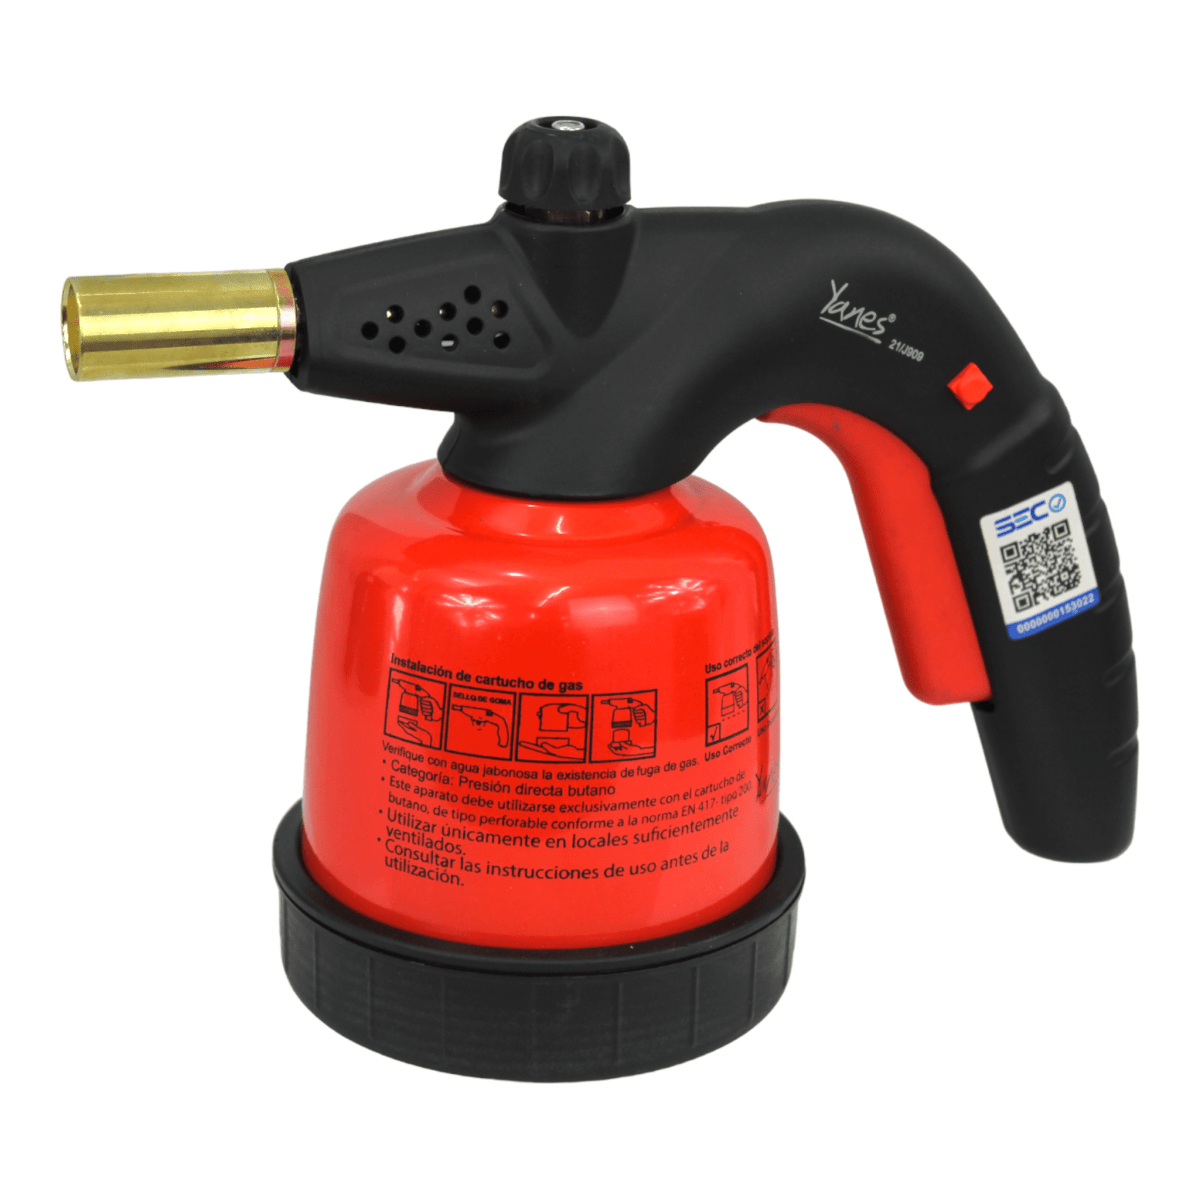 Yanes®
21/J909
SEC
0000000153022
Instalación de cartucho de gas
SELLO DE GOMA
Verifique con agua jabonosa la existencia de fuga de gas.
• Categoría: Presión directa butano
• Este aparato debe utilizarse exclusivamente con el cartucho de
butano, de tipo perforable conforme a la norma EN 417- tipo 200.
• Utilizar únicamente en locales suficientemente
ventilados.
• Consultar las instrucciones de uso antes de la
utilización.
Uso correcto del
Uso Correcto